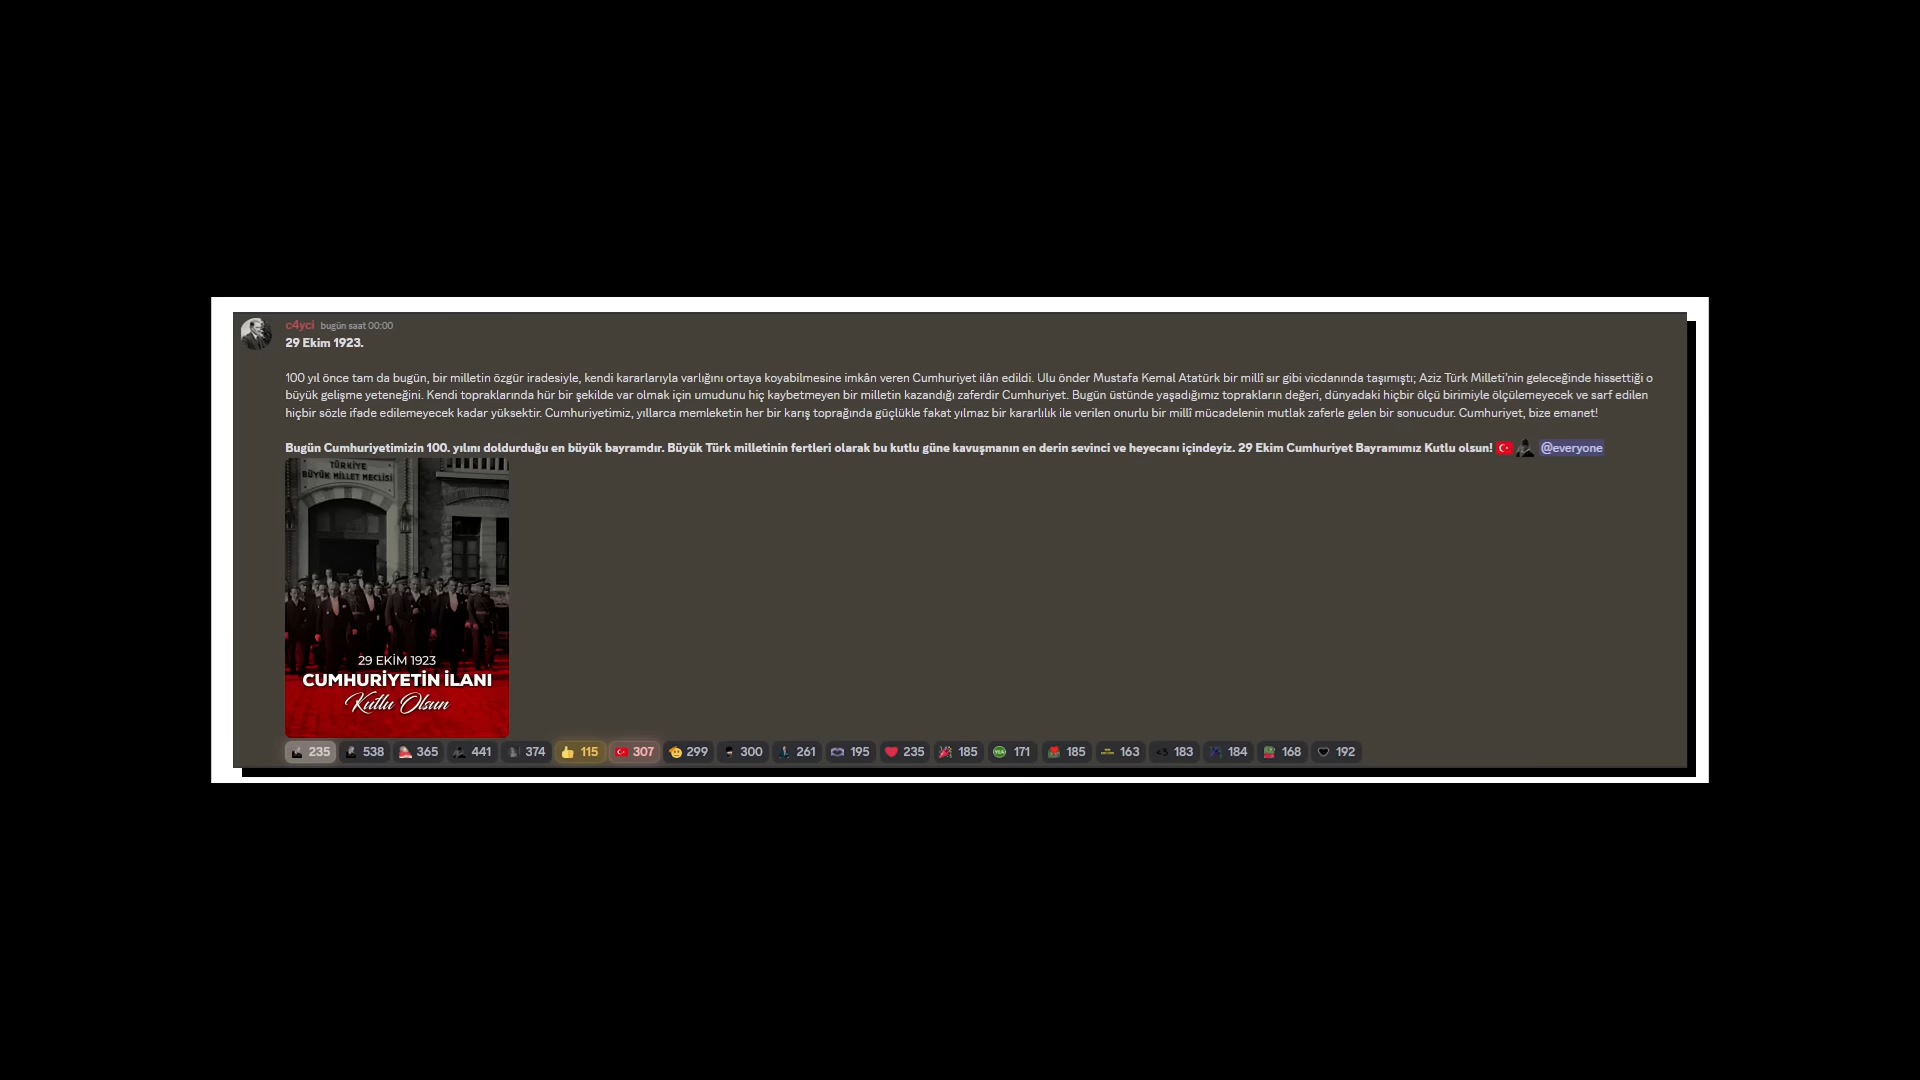 c4yci bugün saat 00:00
29 Ekim 1923.
100 yıl önce tam da bugün, bir milletin özgür iradesiyle, kendi kararlarıyla varlığını ortaya koyabilmesine imkân veren Cumhuriyet ilân edildi. Ulu önder Mustafa Kemal Atatürk bir millî sır gibi vicdanında taşımıştı; Aziz Türk Milleti'nin geleceğinde hissettiği o
büyük gelişme yeteneğini. Kendi topraklarında hür bir şekilde var olmak için umudunu hiç kaybetmeyen bir milletin kazandığı zaferdir Cumhuriyet. Bugün üstünde yaşadığımız toprakların değeri, dünyadaki hiçbir ölçü birimiyle ölçülemeyecek ve sarf edilen
hiçbir sözle ifade edilemeyecek kadar yüksektir. Cumhuriyetimiz, yıllarca memleketin her bir karış toprağında güçlükle fakat yılmaz bir kararlılık ile verilen onurlu bir millî mücadelenin mutlak zaferle gelen bir sonucudur. Cumhuriyet, bize emanet!
Bugün Cumhuriyetimizin 100. yılını doldurduğu en büyük bayramdır. Büyük Türk milletinin fertleri olarak bu kutlu güne kavuşmanın en derin sevinci ve heyecanı içindeyiz. 29 Ekim Cumhuriyet Bayramımız Kutlu olsun! @everyone
TÜRKİYE
BÜYÜK MİLLET MECLİSİ
29 EKİM 1923
CUMHURİYETİN İLANI
Kutlu Olsun
235 538 365 441 374 115 307 299 300 261 195 235 185 171 185 163 183 184 168 192